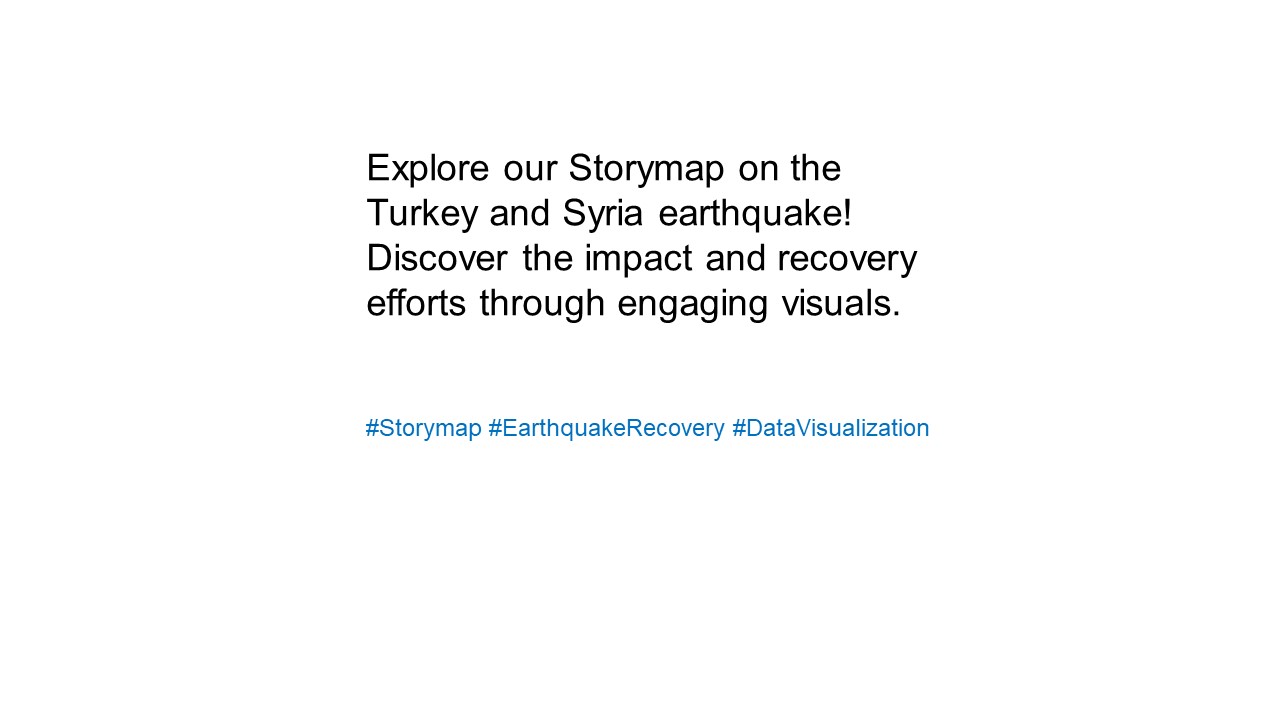 Explore our Storymap on the
Turkey and Syria earthquake!
Discover the impact and recovery
efforts through engaging visuals.
#Storymap #EarthquakeRecovery #DataVisualization